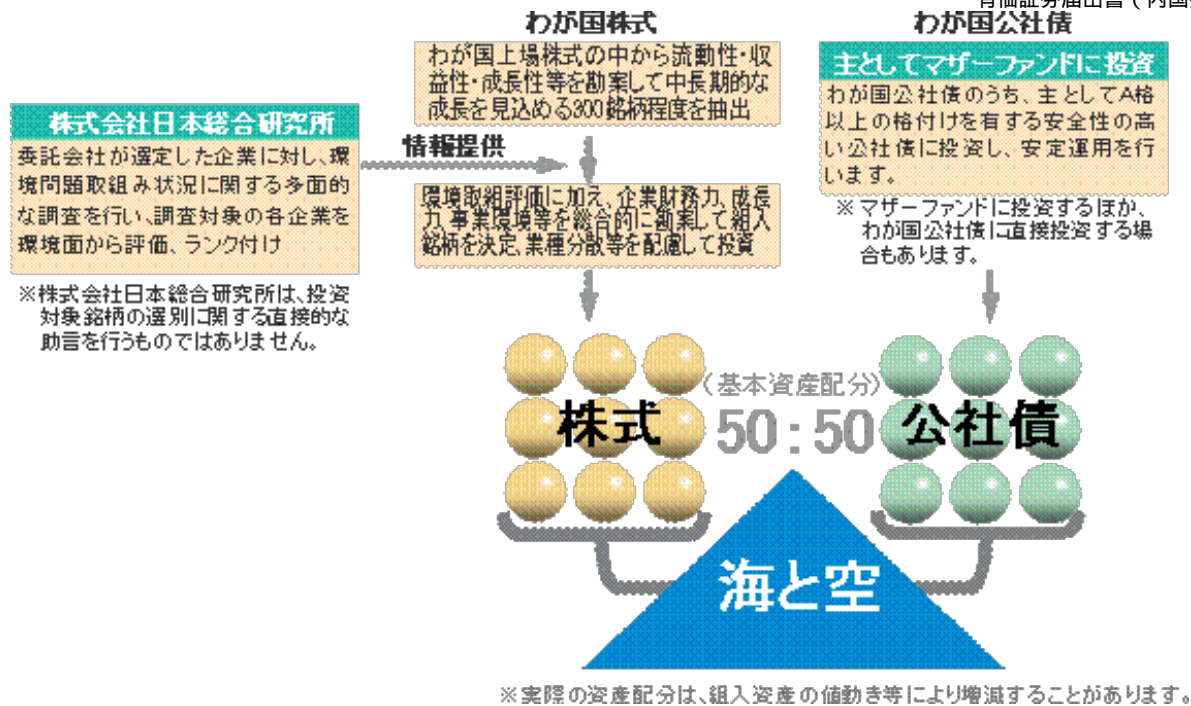 有価証券届出書(内国
わが国株式
わが国上場株式の中から流動性・収
益性・成長性等を勘案して中長期的な
成長を見込める300銘柄程度を抽出
株式会社日本総合研究所
委託会社が選定した企業に対し、環
境問題取組み状況に関する多面的
な調査を行い、調査対象の各企業を
環境面から評価、ランク付け
※株式会社日本総合研究所は、投資
対象銘柄の選別に関する直接的な
助言を行うものではありません。
情報提供
環境取組評価に加え、企業財務力、成長
力、事業環境等を総合的に勘案して組入
銘柄を決定、業種分散等を配慮して投資
わが国公社債
主としてマザーファンドに投資
わが国公社債のうち、主としてA格
以上の格付けを有する安全性の高
い公社債に投資し、安定運用を行
います。
※マザーファンドに投資するほか、
わが国公社債に直接投資する場
合もあります。
株式
(基本資産配分)
50:50
公社債
海と空
※実際の資産配分は、組入資産の値動き等により増減することがあります。